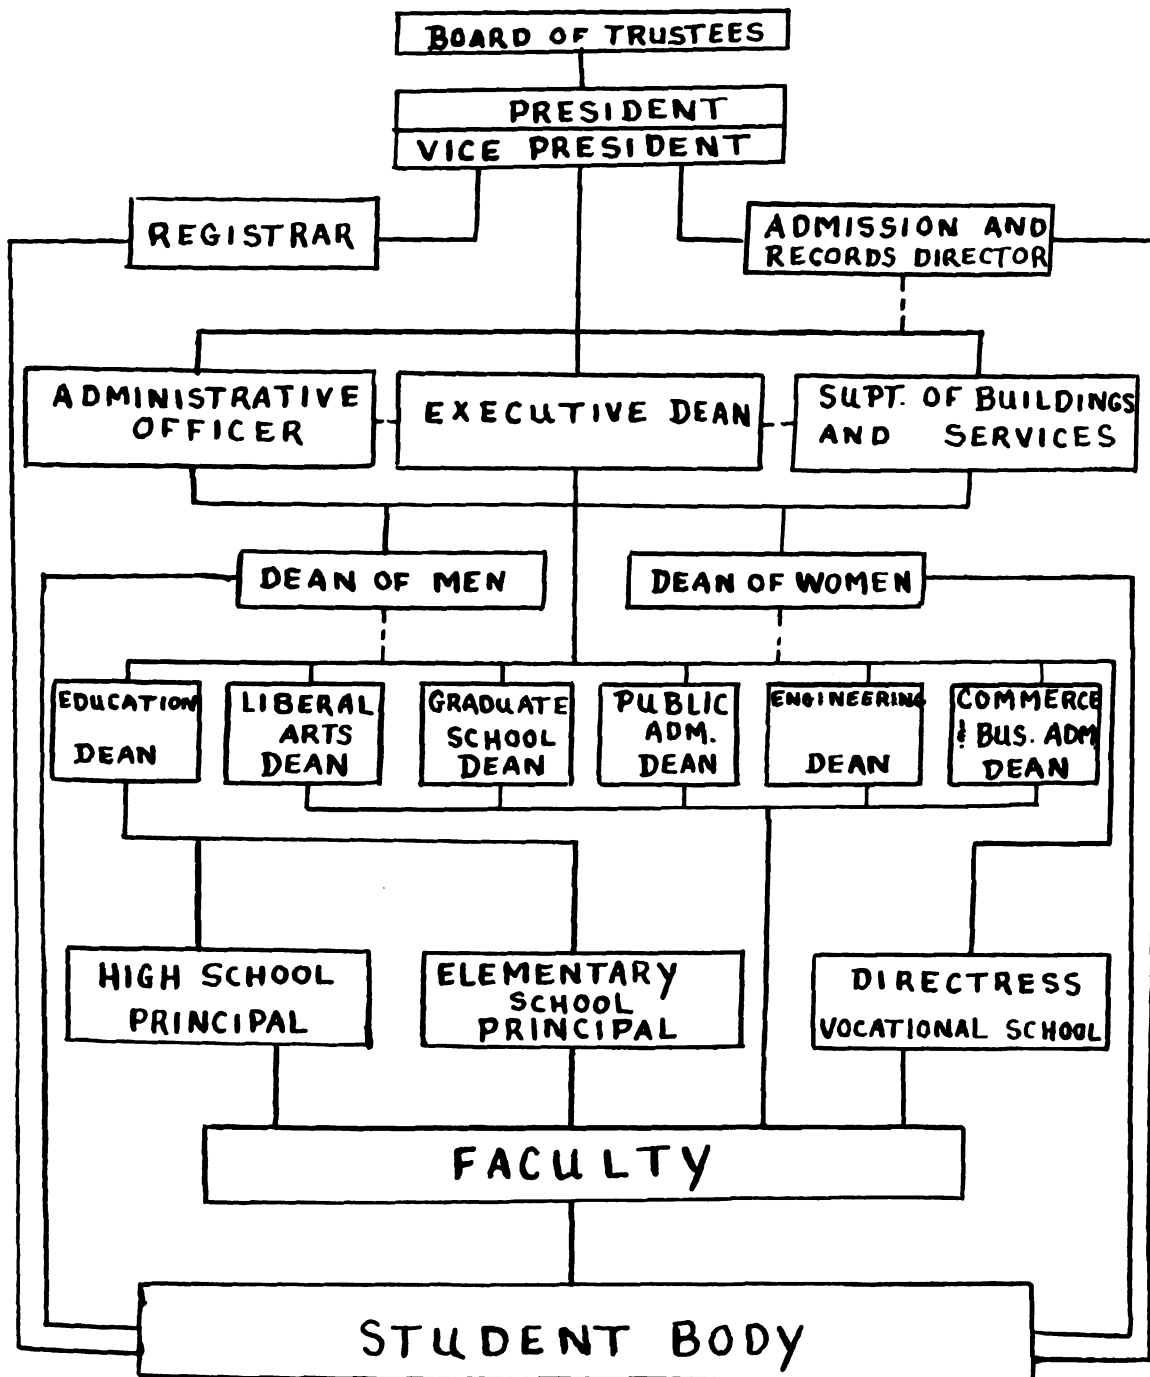 BOARD OF TRUSTEES
PRESIDENT
VICE PRESIDENT
REGISTRAR
ADMISSION AND
RECORDS DIRECTOR
ADMINISTRATIVE
OFFICER
EXECUTIVE DEAN
SUPT. OF BUILDINGS
AND SERVICES
DEAN OF MEN
DEAN OF WOMEN
EDUCATION
DEAN
LIBERAL
ARTS
DEAN
GRADUATE
SCHOOL
DEAN
PUBLIC
ADM.
DEAN
ENGINEERING
DEAN
COMMERCE
& BUS. ADM
DEAN
HIGH SCHOOL
PRINCIPAL
ELEMENTARY
SCHOOL
PRINCIPAL
DIRECTRESS
VOCATIONAL SCHOOL
FACULTY
STUDENT BODY